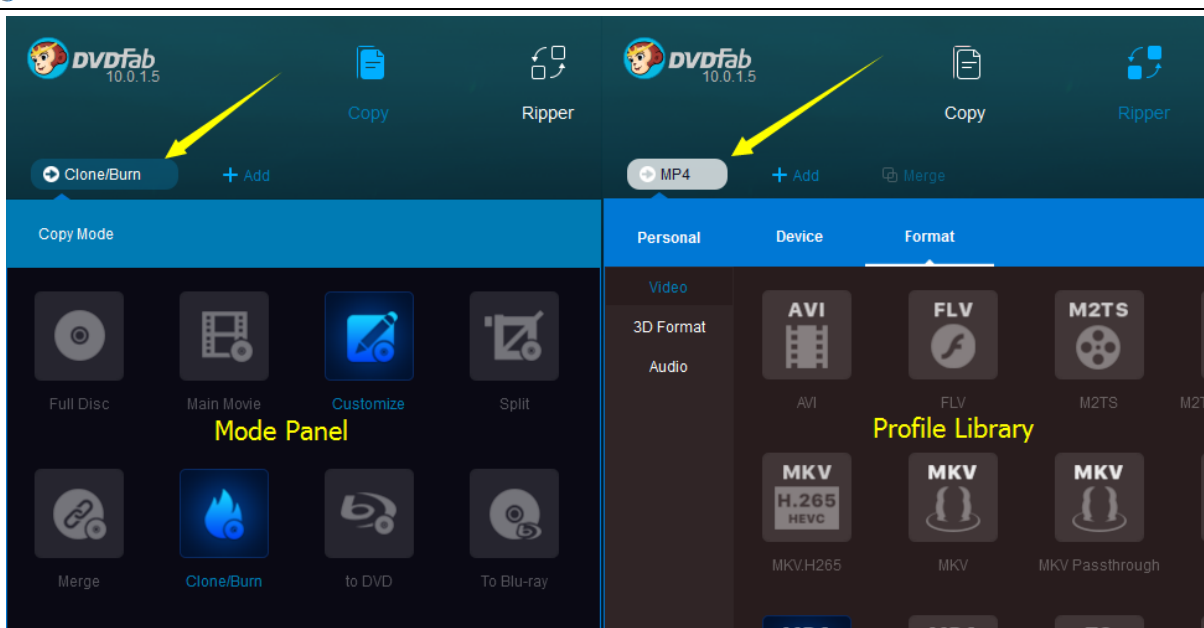 DVDFab
10.0.1.5
Copy
Ripper
Clone/Burn
+ Add
Copy Mode
Full Disc
Main Movie
Customize
Split
Mode Panel
Merge
Clone/Burn
to DVD
To Blu-ray
DVDFab
10.0.1.5
Copy
Ripper
MP4
+ Add
Merge
Personal
Device
Format
Video
3D Format
Audio
AVI
FLV
M2TS
AVI
FLV
M2TS
Profile Library
MKV
H.265
HEVC
MKV
MKV
MKV.H265
MKV
MKV Passthrough